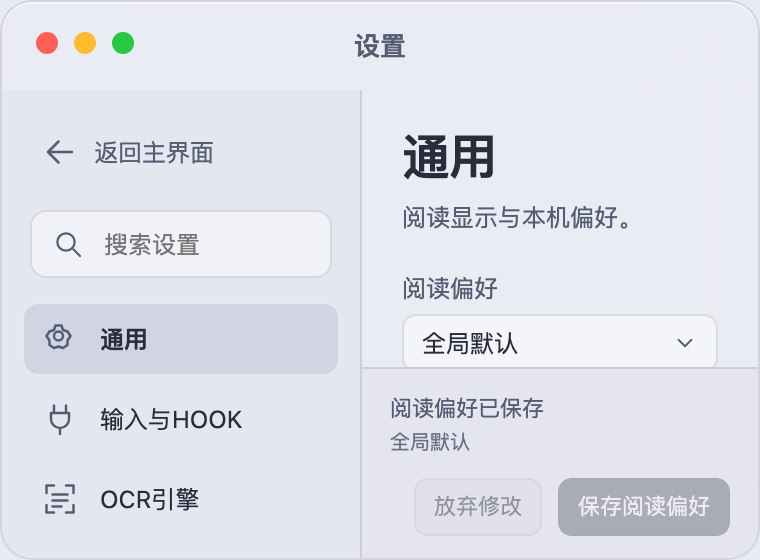 设置
返回主界面
搜索设置
通用
输入与HOOK
OCR引擎
通用
阅读显示与本机偏好。
阅读偏好
全局默认
阅读偏好已保存
全局默认
放弃修改
保存阅读偏好